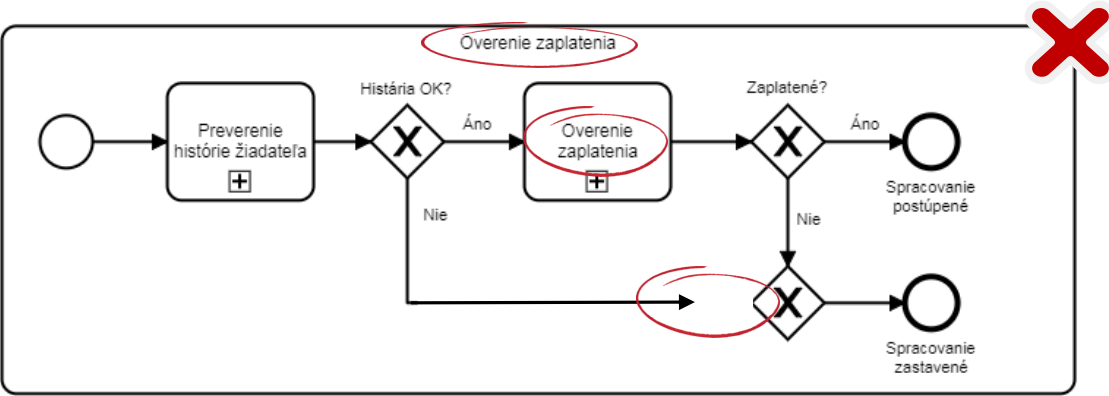 Overenie zaplatenia
Histária OK?
Zaplatené?
Preverenie
histórie žiadateľa
Áno
Overenie
zaplatenia
Áno
Spracovanie
postúpené
Nie
Nie
Spracovanie
zastavené